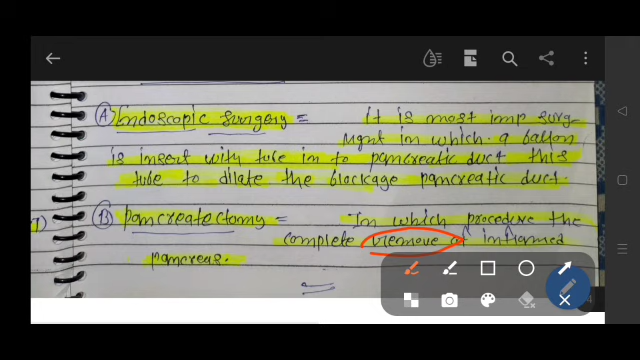 (A) Endoscopic surgery = it is most imp surg-
mgnt in which a ballon
is insert with tube in to pancreatic duct this
tube to dilate the blockage pancreatic duct.
(B) pancreatectomy = In which procedure the
complete remove of inflamed
pancreas.